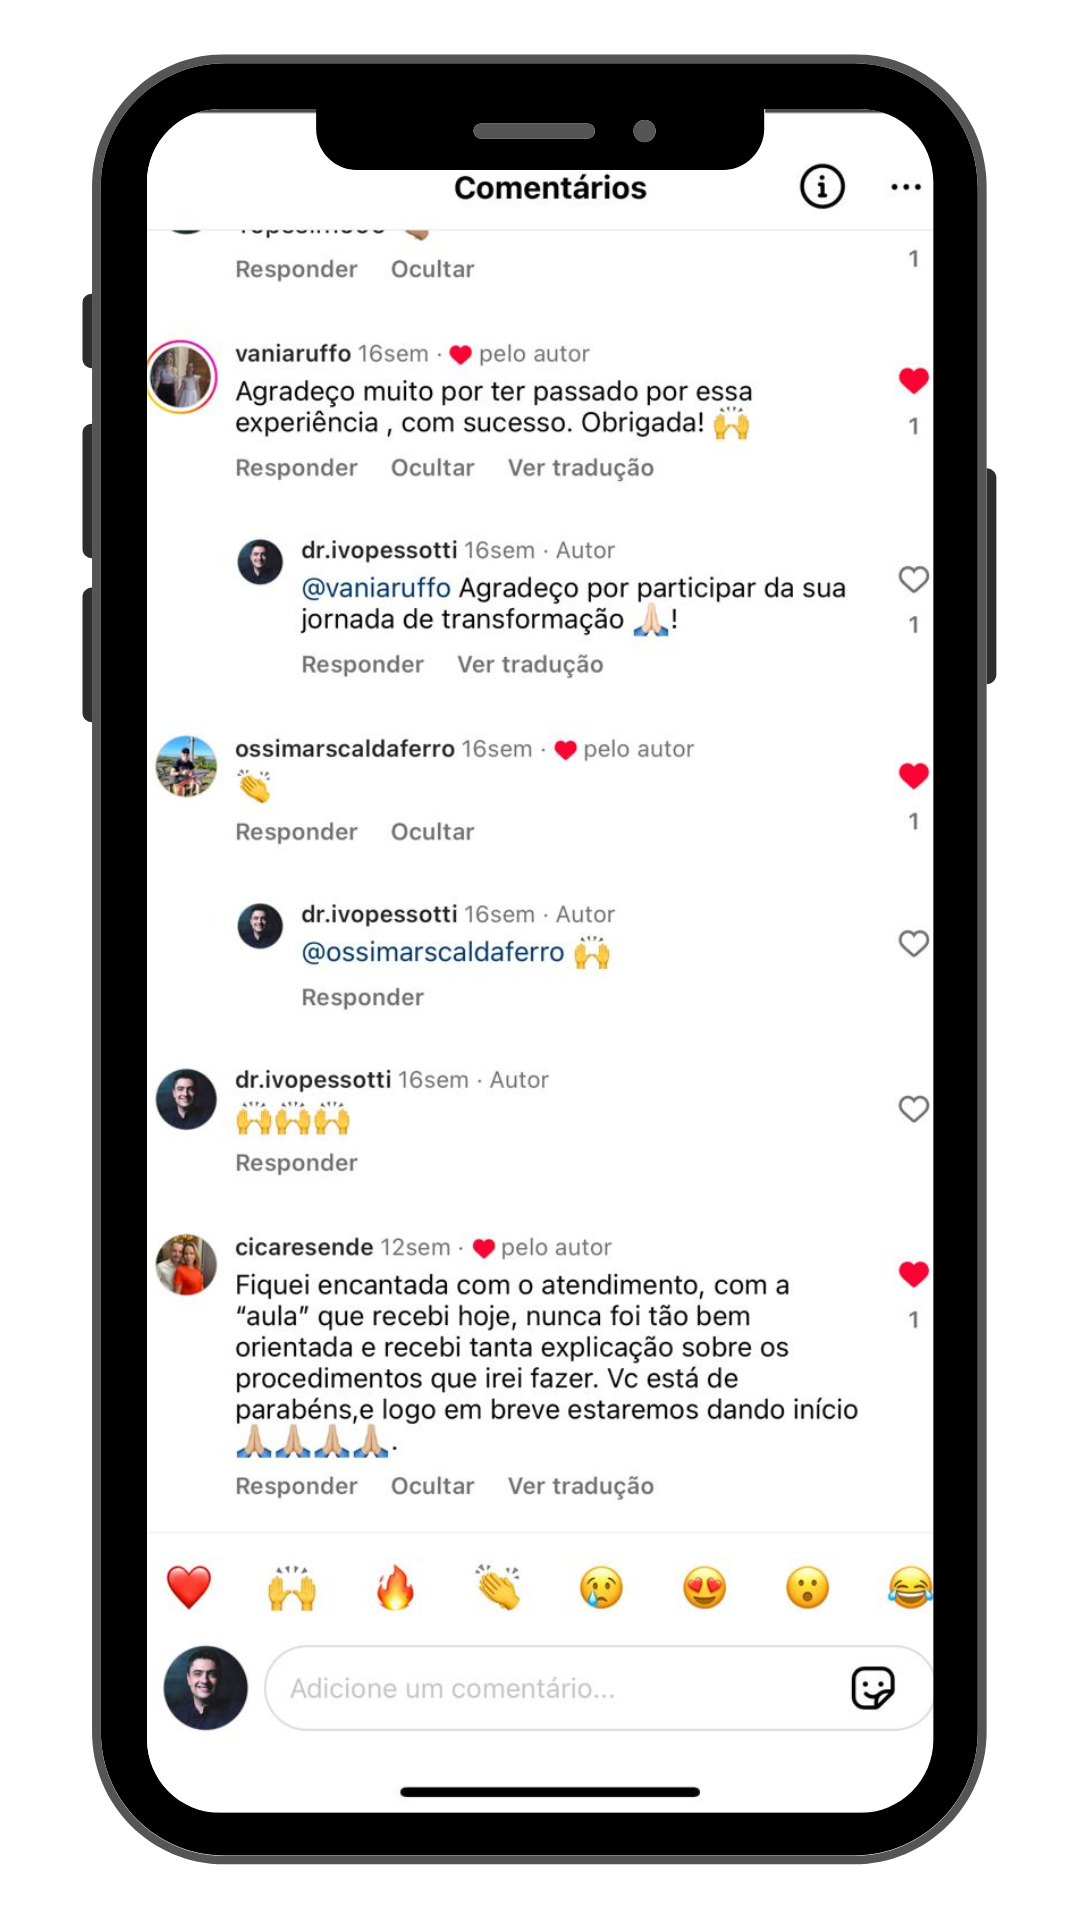 Comentários
Responder Ocultar
1
vaniaruffo 16sem · ❤ pelo autor
Agradeço muito por ter passado por essa
experiência , com sucesso. Obrigada! 🙌
1
Responder Ocultar Ver tradução
dr.ivopessotti 16sem · Autor
@vaniaruffo Agradeço por participar da sua
jornada de transformação 🙏🏻!
1
Responder Ver tradução
ossimarscaldaferro 16sem · ❤ pelo autor
👏
1
Responder Ocultar
dr.ivopessotti 16sem · Autor
@ossimarscaldaferro 🙌
Responder
dr.ivopessotti 16sem · Autor
🙌🙌🙌
Responder
cicaresende 12sem · ❤ pelo autor
Fiquei encantada com o atendimento, com a
“aula” que recebi hoje, nunca foi tão bem
orientada e recebi tanta explicação sobre os
procedimentos que irei fazer. Vc está de
parabéns,e logo em breve estaremos dando início
🙏🏼🙏🏼🙏🏼🙏🏼.
1
Responder Ocultar Ver tradução
Adicione um comentário...